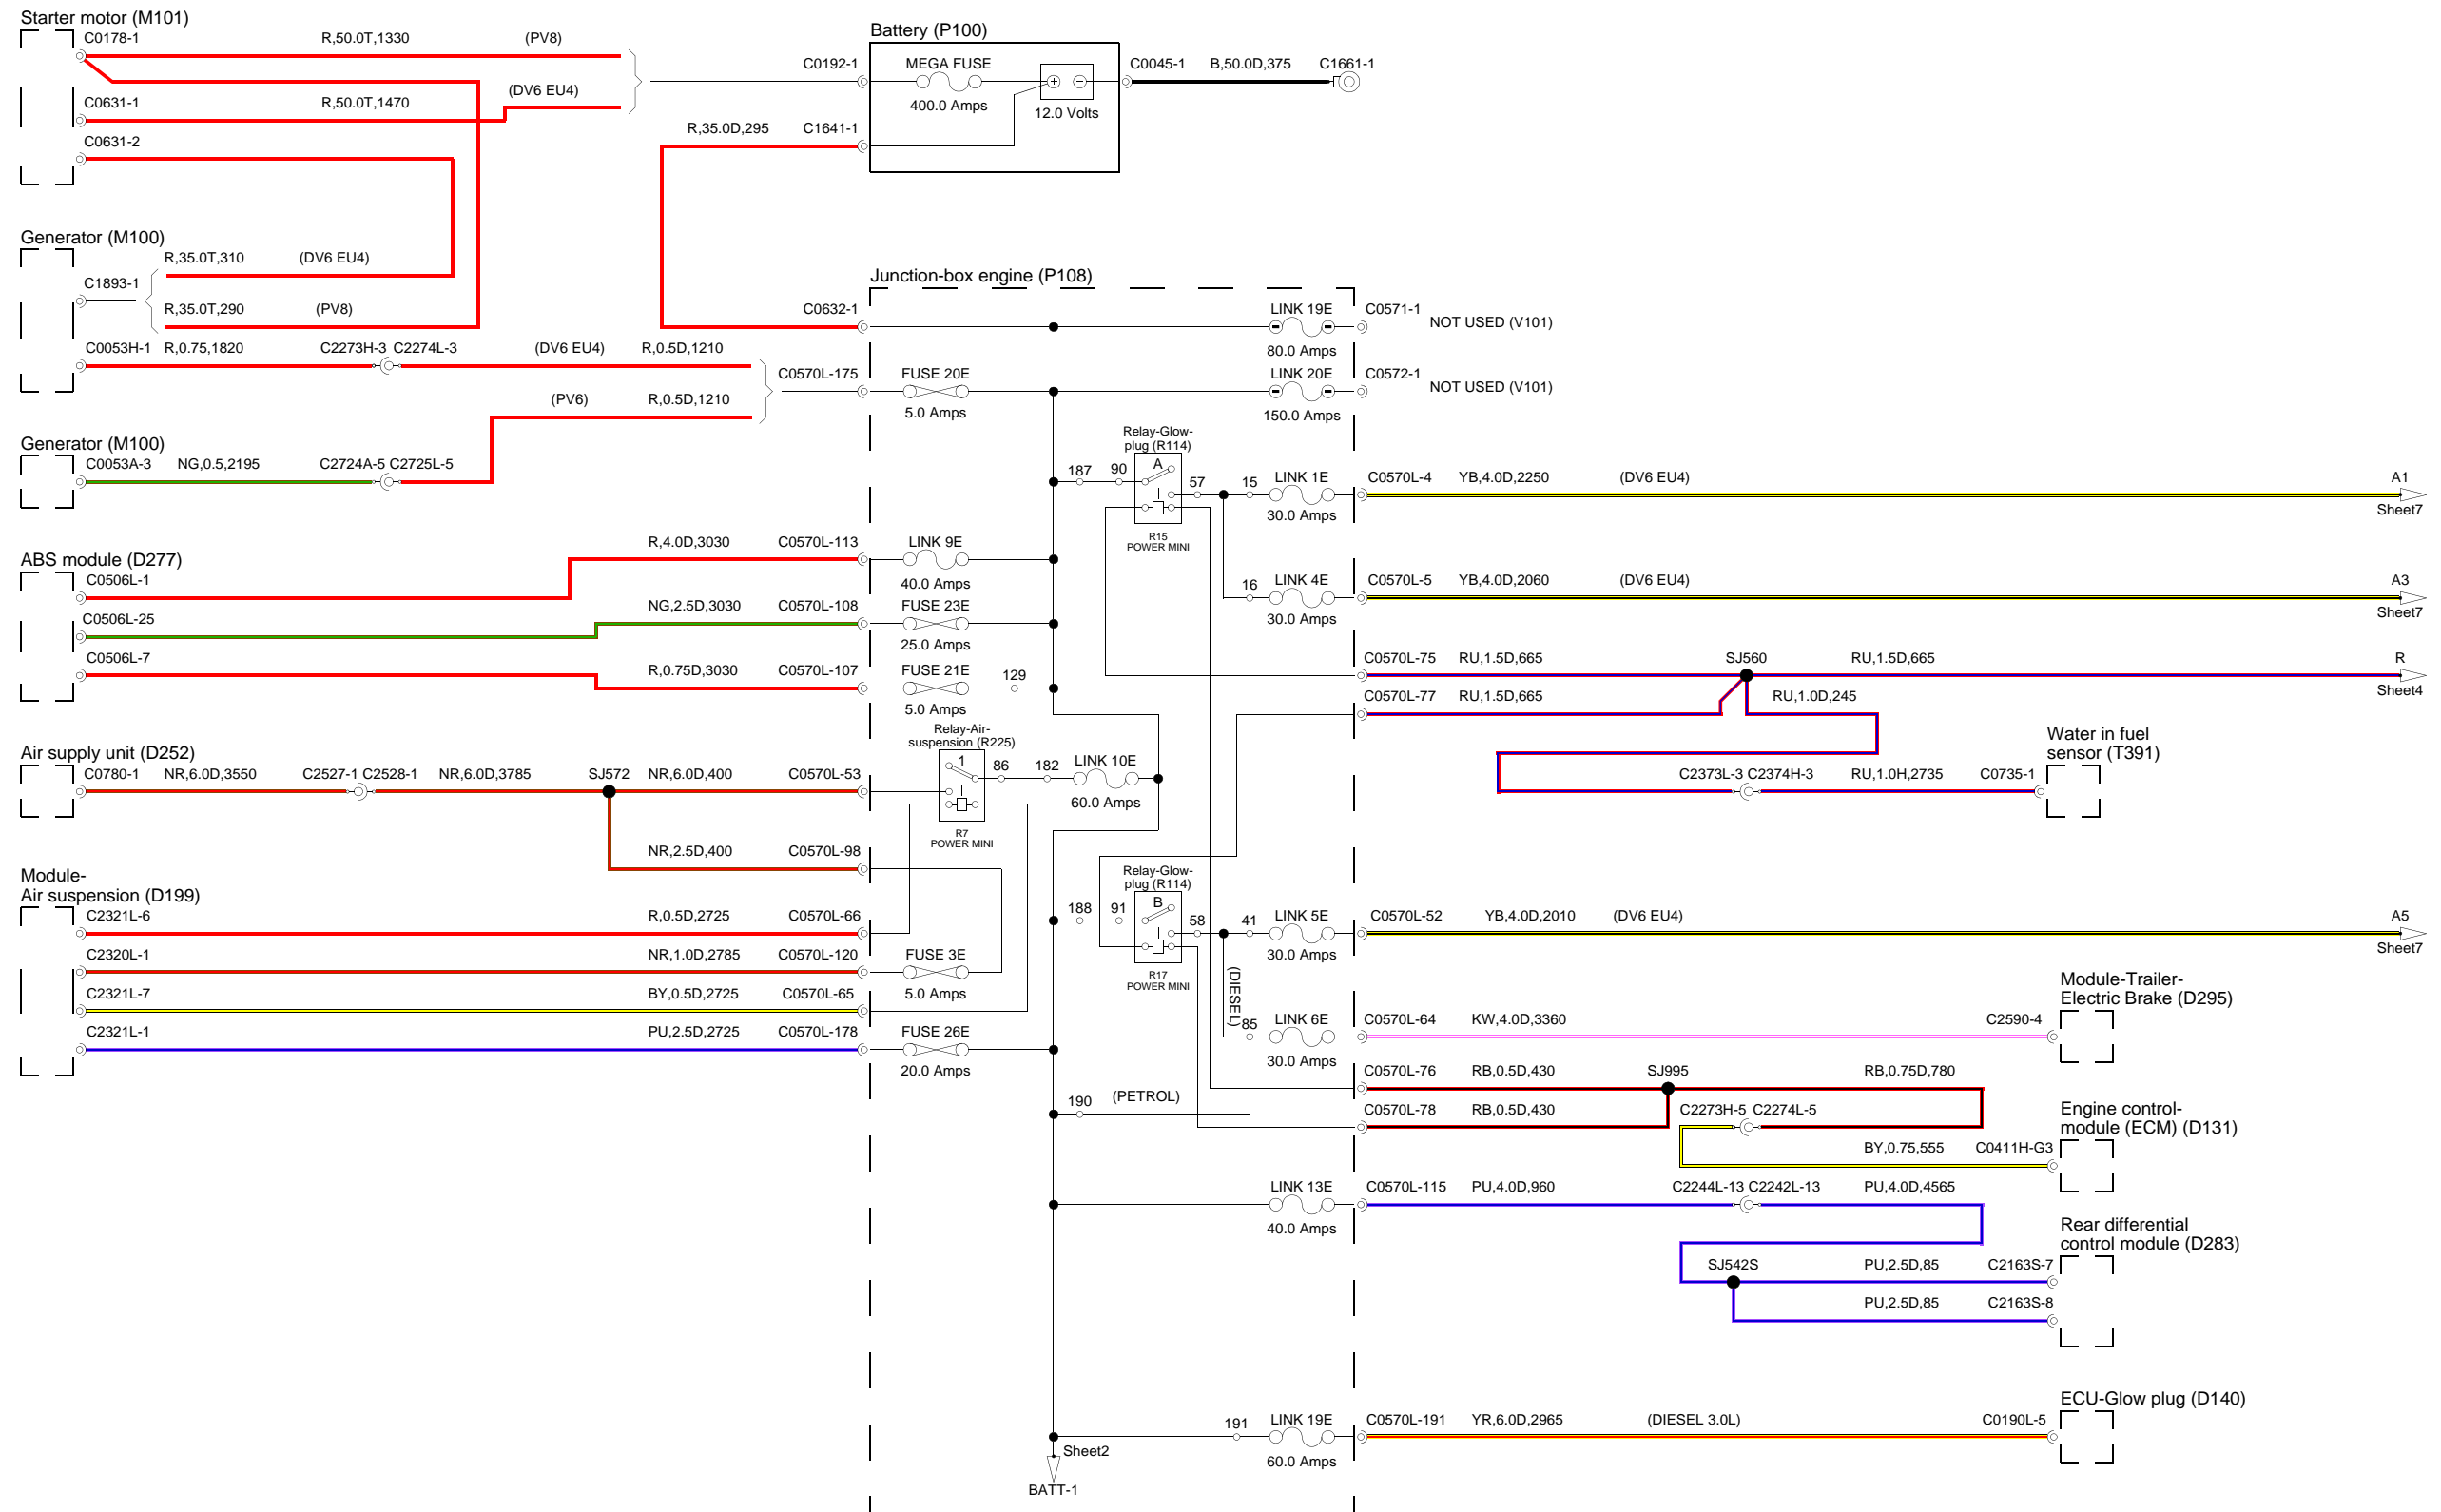 Starter motor (M101)
C0178-1 R,50.0T,1330 (PV8)
C0631-1 R,50.0T,1470 (DV6 EU4)
C0631-2
Battery (P100)
C0192-1 MEGA FUSE
400.0 Amps
12.0 Volts
C0045-1 B,50.0D,375 C1661-1
R,35.0D,295 C1641-1
Generator (M100)
R,35.0T,310 (DV6 EU4)
C1893-1
R,35.0T,290 (PV8)
C0053H-1 R,0.75,1820 C2273H-3 C2274L-3 (DV6 EU4) R,0.5D,1210
C0570L-175
(PV6) R,0.5D,1210
Generator (M100)
C0053A-3 NG,0.5,2195 C2724A-5 C2725L-5
Junction-box engine (P108)
C0632-1
LINK 19E C0571-1
NOT USED (V101)
80.0 Amps
FUSE 20E
5.0 Amps
LINK 20E C0572-1
NOT USED (V101)
150.0 Amps
Relay-Glow-
plug (R114)
187 90 A 57 15 LINK 1E C0570L-4 YB,4.0D,2250 (DV6 EU4) A1
30.0 Amps
Sheet7
R15
POWER MINI
ABS module (D277)
C0506L-1 R,4.0D,3030 C0570L-113 LINK 9E
40.0 Amps
C0506L-25 NG,2.5D,3030 C0570L-108 FUSE 23E
25.0 Amps
C0506L-7 R,0.75D,3030 C0570L-107 FUSE 21E 129
5.0 Amps
16 LINK 4E C0570L-5 YB,4.0D,2060 (DV6 EU4) A3
30.0 Amps
Sheet7
C0570L-75 RU,1.5D,665 SJ560 RU,1.5D,665 R
Sheet4
C0570L-77 RU,1.5D,665 RU,1.0D,245
Water in fuel
sensor (T391)
C2373L-3 C2374H-3 RU,1.0H,2735 C0735-1
Air supply unit (D252)
C0780-1 NR,6.0D,3550 C2527-1 C2528-1 NR,6.0D,3785 SJ572 NR,6.0D,400 C0570L-53
Relay-Air-
suspension (R225)
1 86 182 LINK 10E
60.0 Amps
R7
POWER MINI
NR,2.5D,400 C0570L-98
Module-
Air suspension (D199)
C2321L-6 R,0.5D,2725 C0570L-66
C2320L-1 NR,1.0D,2785 C0570L-120 FUSE 3E
5.0 Amps
C2321L-7 BY,0.5D,2725 C0570L-65
C2321L-1 PU,2.5D,2725 C0570L-178 FUSE 26E
20.0 Amps
Relay-Glow-
plug (R114)
188 91 B 58 41 LINK 5E C0570L-52 YB,4.0D,2010 (DV6 EU4) A5
30.0 Amps
Sheet7
R17
POWER MINI
(DIESEL)
Module-Trailer-
Electric Brake (D295)
85 LINK 6E C0570L-64 KW,4.0D,3360 C2590-4
30.0 Amps
190 (PETROL)
C0570L-76 RB,0.5D,430 SJ995 RB,0.75D,780
C0570L-78 RB,0.5D,430 C2273H-5 C2274L-5
Engine control-
module (ECM) (D131)
BY,0.75,555 C0411H-G3
LINK 13E C0570L-115 PU,4.0D,960 C2244L-13 C2242L-13 PU,4.0D,4565
40.0 Amps
Rear differential
control module (D283)
SJ542S PU,2.5D,85 C2163S-7
PU,2.5D,85 C2163S-8
ECU-Glow plug (D140)
191 LINK 19E C0570L-191 YR,6.0D,2965 (DIESEL 3.0L) C0190L-5
60.0 Amps
Sheet2
BATT-1